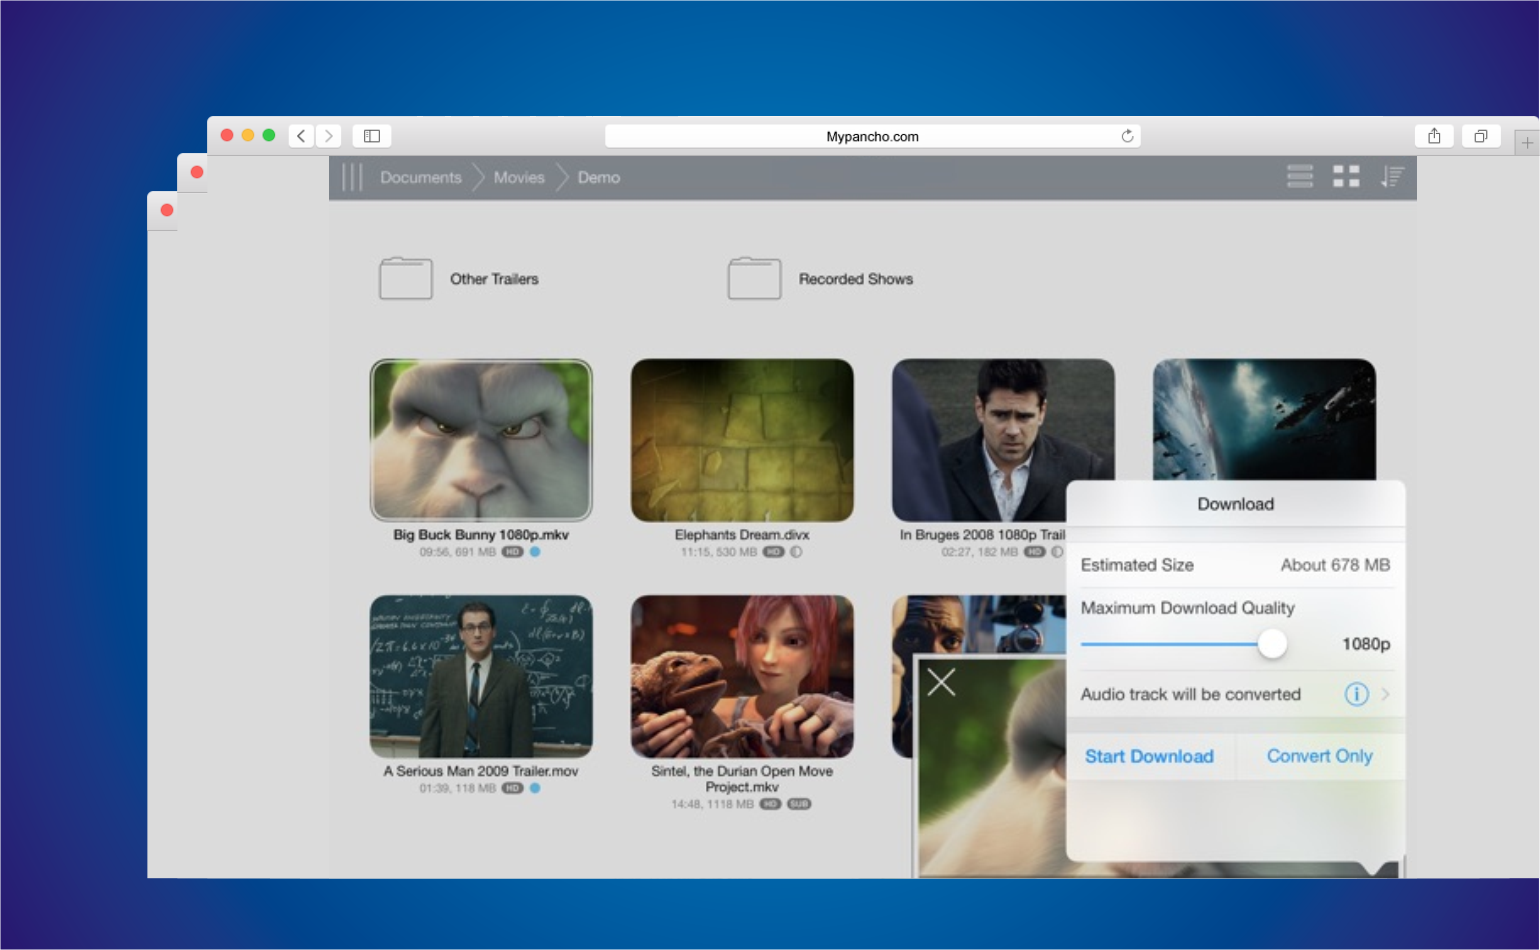 Mypancho.com
Documents
Movies
Demo
Other Trailers
Recorded Shows
Big Buck Bunny 1080p.mkv
09:56, 691 MB HD
Elephants Dream.divx
11:15, 530 MB HD
In Bruges 2008 1080p Trail
02:27, 182 MB HD
Download
Estimated Size About 678 MB
Maximum Download Quality
1080p
Audio track will be converted
Start Download Convert Only
A Serious Man 2009 Trailer.mov
01:39, 118 MB HD
Sintel, the Durian Open Move
Project.mkv
14:48, 1118 MB HD SUB